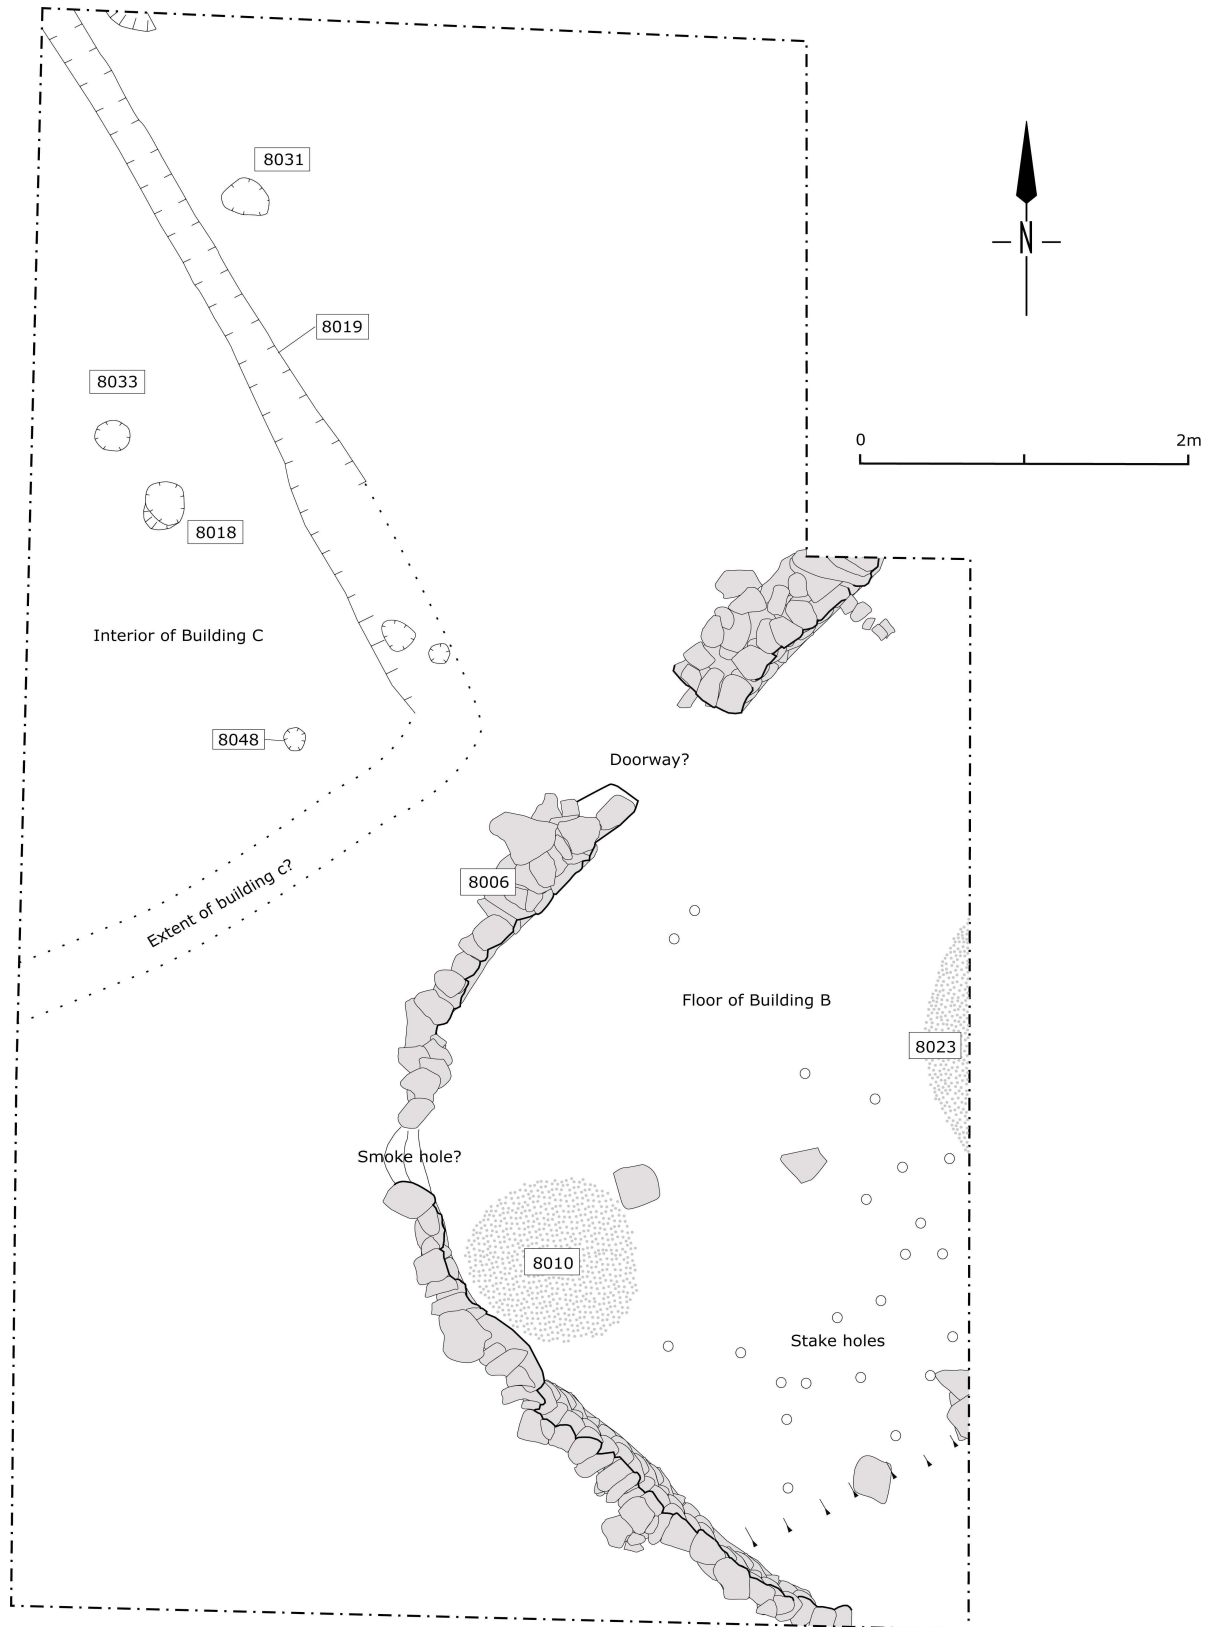 8031
N
8019
8033
0 2m
8018
Interior of Building C
8048
Doorway?
Extent of building c?
8006
Floor of Building B
8023
Smoke hole?
8010
Stake holes